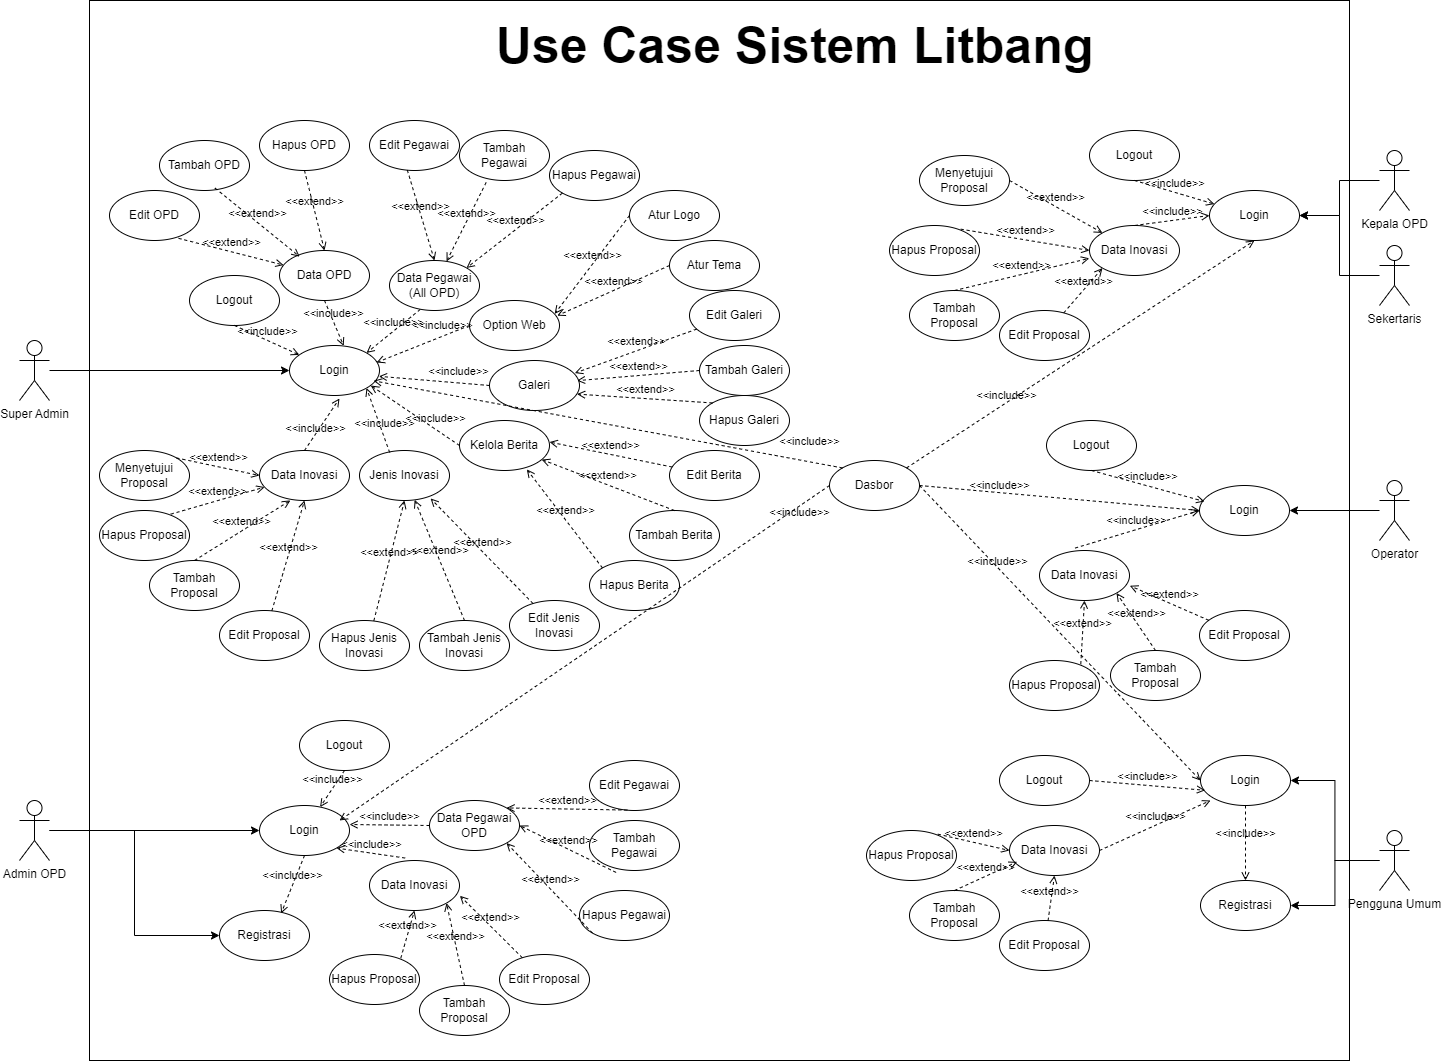 Use Case Sistem Litbang
Hapus OPD
Edit Pegawai
Tambah
Pegawai
Tambah OPD
Hapus Pegawai
Edit OPD
Atur Logo
<<extend>>
<<extend>>
<<extend>>
<<extend>>
<<extend>>
<<extend>>
Data OPD
Data Pegawai
(All OPD)
<<extend>>
Atur Tema
<<extend>>
Logout
<<include>>
<<include>>
<<include>>
<<include>>
Option Web
Edit Galeri
<<include>>
Super Admin
Login
<<include>>
Galeri
<<extend>>
<<extend>>
<<extend>>
Tambah Galeri
Hapus Galeri
<<include>>
<<include>>
<<include>>
Kelola Berita
<<extend>>
<<include>>
Menyetujui
Proposal
<<extend>>
Data Inovasi
Jenis Inovasi
<<extend>>
Edit Berita
Dasbor
<<extend>>
<<extend>>
<<extend>>
<<include>>
Hapus Proposal
<<extend>>
<<extend>>
<<extend>>
<<extend>>
Tambah Berita
Tambah
Proposal
Hapus Berita
Edit Proposal
Hapus Jenis
Inovasi
Tambah Jenis
Inovasi
Edit Jenis
Inovasi
Logout
Menyetujui
Proposal
<<include>>
<<extend>>
<<include>>
Login
Kepala OPD
Hapus Proposal
<<extend>>
Data Inovasi
<<extend>>
<<extend>>
Tambah
Proposal
Edit Proposal
Sekertaris
<<include>>
Logout
<<include>>
<<include>>
Login
<<include>>
Operator
<<include>>
Data Inovasi
<<extend>>
<<extend>>
<<extend>>
Edit Proposal
Hapus Proposal
Tambah
Proposal
Logout
<<include>>
Edit Pegawai
<<extend>>
Admin OPD
Login
<<include>>
Data Pegawai
OPD
<<extend>>
Tambah
Pegawai
<<include>>
<<include>>
Data Inovasi
<<extend>>
Hapus Pegawai
Registrasi
<<extend>>
<<extend>>
<<extend>>
Hapus Proposal
Edit Proposal
Tambah
Proposal
Logout
<<include>>
Login
<<include>>
<<extend>>
<<include>>
Hapus Proposal
Data Inovasi
<<extend>>
<<extend>>
Tambah
Proposal
Registrasi
Pengguna Umum
Edit Proposal